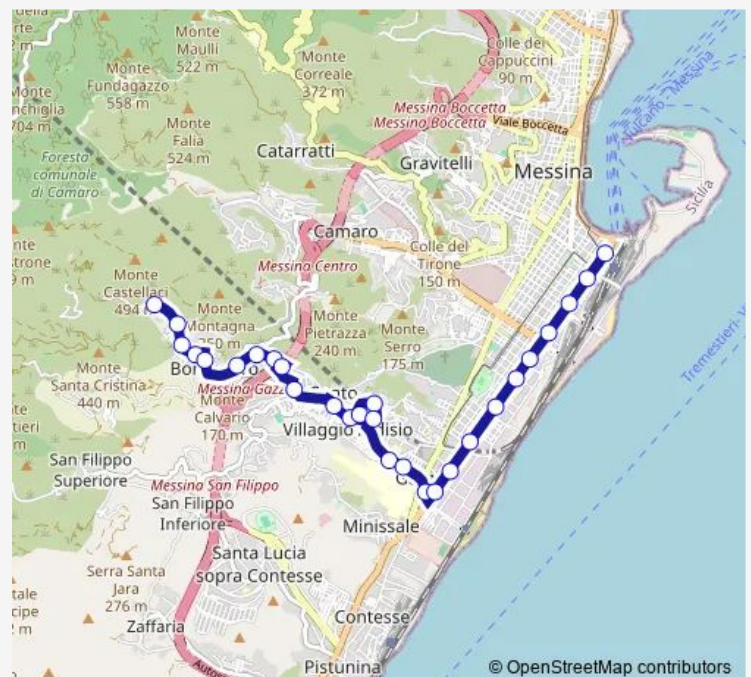 Monte
Maulli
522 m
Monte
Correale
372 m
Colle dei
Cappuccini
90 m
Monte
Fundagazzo
558 m
704 m
Monte
Falia
524 m
Messina Boccetta
Messina Boccetta
Viale Boccetta
Vulcano - Messina
Catarratti
Gravitelli
Messina
Foresta
comunale
di Camaro
Sicilia
Camaro
Messina Centro
Colle del
Tirone
150 m
Monte
Castellaci
494
Monte
Montagna
350 m
Monte
Pietrazza
240 m
Monte
Serro
175 m
Monte
Santa Cristina
440 m
Monte
Calvario
170 m
Villaggio
San Filippo
Superiore
Messina San Filippo
San Filippo
Inferiore
Minissale
Santa Lucia
sopra Contesse
Serra Santa
Jara
276 m
Zaffaria
Contesse
Pistunina
© OpenStreetMap contributors